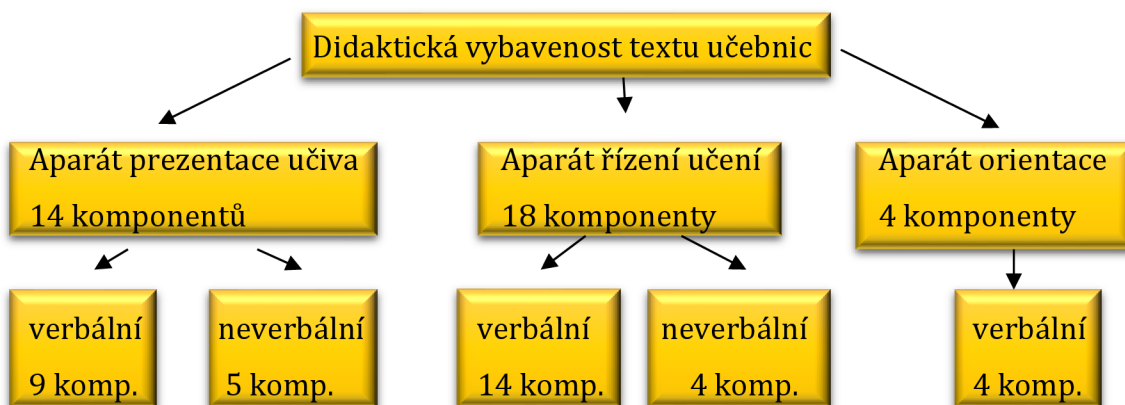 Didaktická vybavenost textu učebnic
Aparát prezentace učiva
14 komponentů
Aparát řízení učení
18 komponenty
Aparát orientace
4 komponenty
verbální
9 komp.
neverbální
5 komp.
verbální
14 komp.
neverbální
4 komp.
verbální
4 komp.